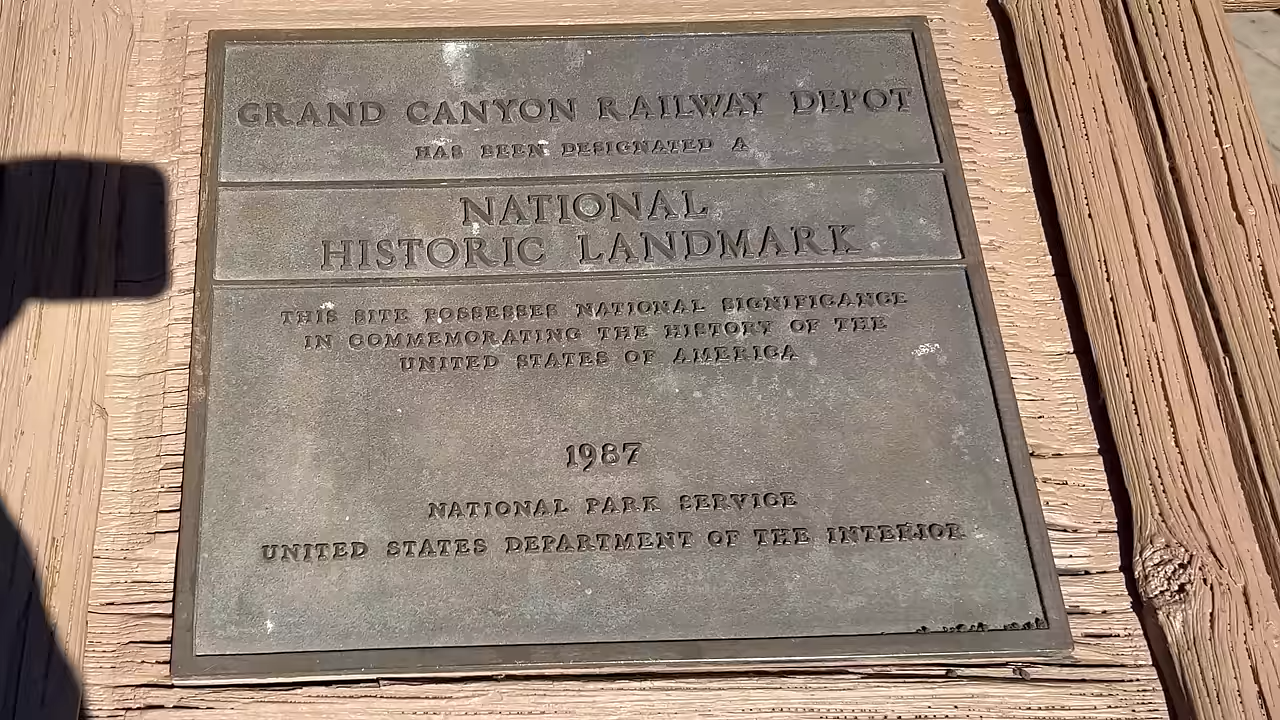 GRAND CANYON RAILWAY DEPOT
HAS BEEN DESIGNATED A
NATIONAL
HISTORIC LANDMARK
THIS SITE POSSESSES NATIONAL SIGNIFICANCE
IN COMMEMORATING THE HISTORY OF THE
UNITED STATES OF AMERICA
1987
NATIONAL PARK SERVICE
UNITED STATES DEPARTMENT OF THE INTERIOR